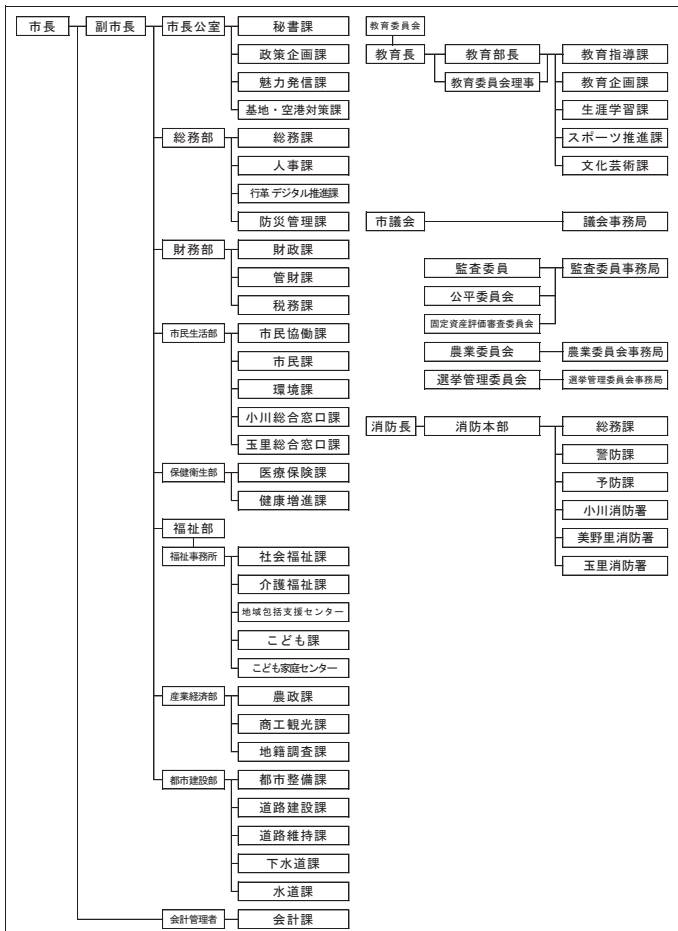 市長
副市長
市長公室
秘書課
政策企画課
魅力発信課
基地・空港対策課
総務部
総務課
人事課
行革デジタル推進課
防災管理課
財務部
財政課
管財課
税務課
市民生活部
市民協働課
市民課
環境課
小川総合窓口課
玉里総合窓口課
保健衛生部
医療保険課
健康増進課
福祉部
福祉事務所
社会福祉課
介護福祉課
地域包括支援センター
こども課
こども家庭センター
産業経済部
農政課
商工観光課
地籍調査課
都市建設部
都市整備課
道路建設課
道路維持課
下水道課
水道課
会計管理者
会計課
教育委員会
教育長
教育部長
教育委員会理事
教育指導課
教育企画課
生涯学習課
スポーツ推進課
文化芸術課
市議会
議会事務局
監査委員
監査委員事務局
公平委員会
固定資産評価審査委員会
農業委員会
農業委員会事務局
選挙管理委員会
選挙管理委員会事務局
消防長
消防本部
総務課
警防課
予防課
小川消防署
美野里消防署
玉里消防署